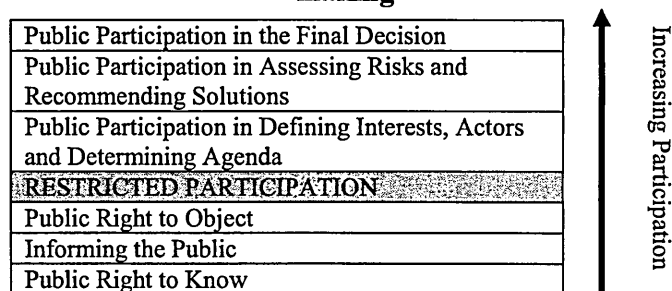 Public Participation in the Final Decision
Public Participation in Assessing Risks and
Recommending Solutions
Public Participation in Defining Interests, Actors
and Determining Agenda
RESTRICTED PARTICIPATION
Public Right to Object
Informing the Public
Public Right to Know
Increasing Participation